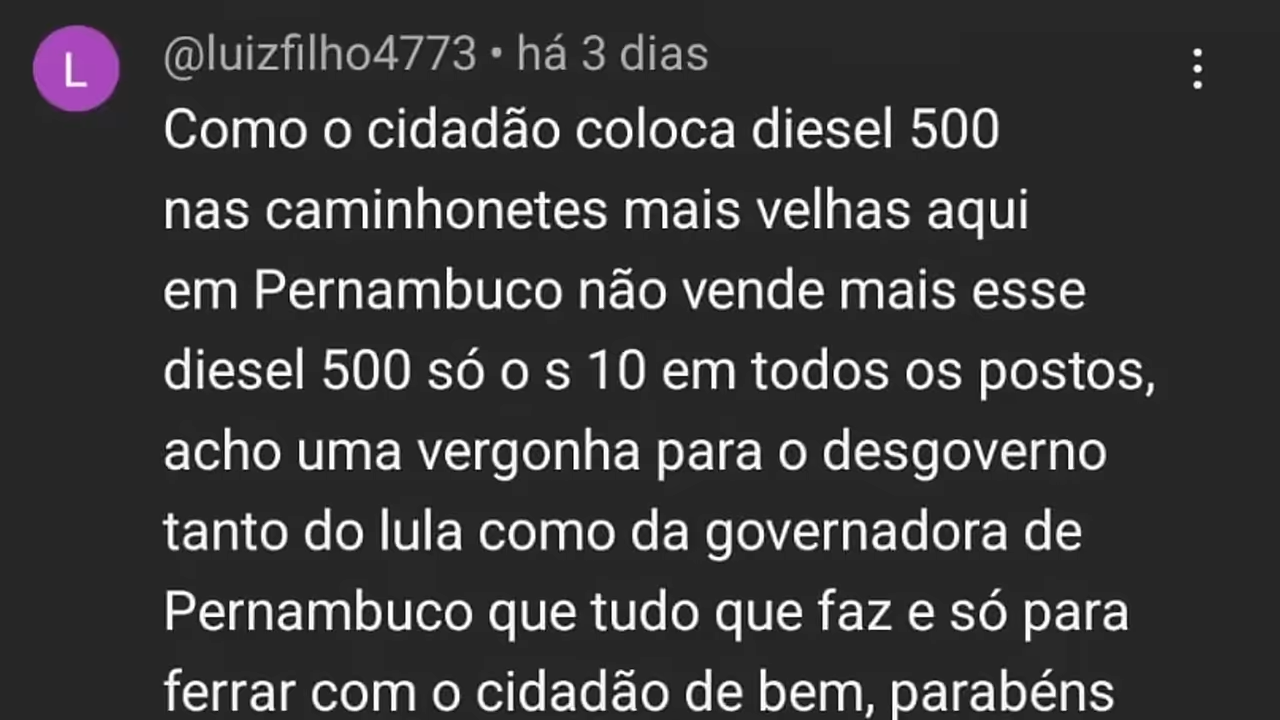 L
@luizfilho4773 • há 3 dias
Como o cidadão coloca diesel 500
nas caminhonetes mais velhas aqui
em Pernambuco não vende mais esse
diesel 500 só o s 10 em todos os postos,
acho uma vergonha para o desgoverno
tanto do lula como da governadora de
Pernambuco que tudo que faz e só para
ferrar com o cidadão de bem, parabéns